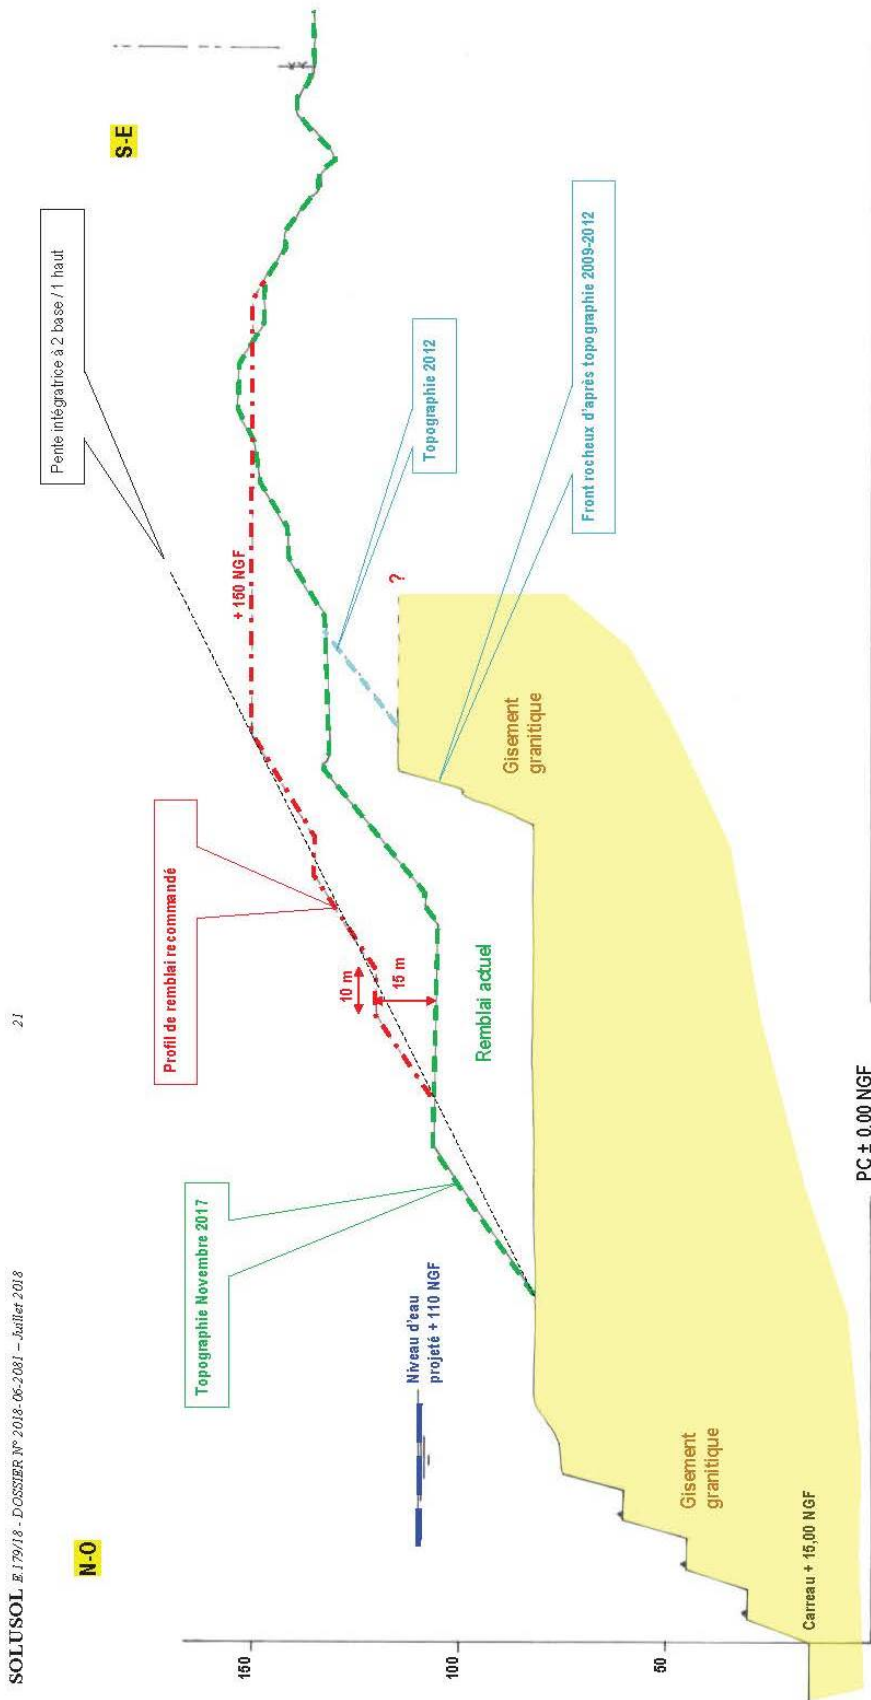 SOLUSOL E.179/18 - DOSSIER N° 2018-06-2081 – Juillet 2018 21
N-O
S-E
Pente intégratrice à 2 base / 1 haut
Profil de remblai recommandé
Topographie Novembre 2017
+ 150 NGF
10 m
15 m
Niveau d'eau
projeté + 110 NGF
Remblai actuel
Topographie 2012
?
Front rocheux d'après topographie 2009-2012
Gisement
granitique
Gisement
granitique
Carreau + 15,00 NGF
150
100
50
PC ± 0.00 NGF